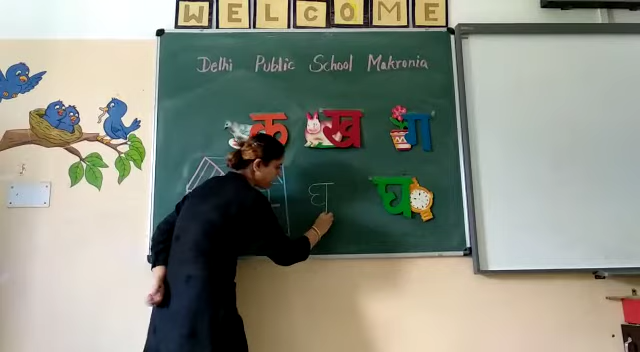 WELCOME
Delhi Public School Makronia
क ख ग
घ घ